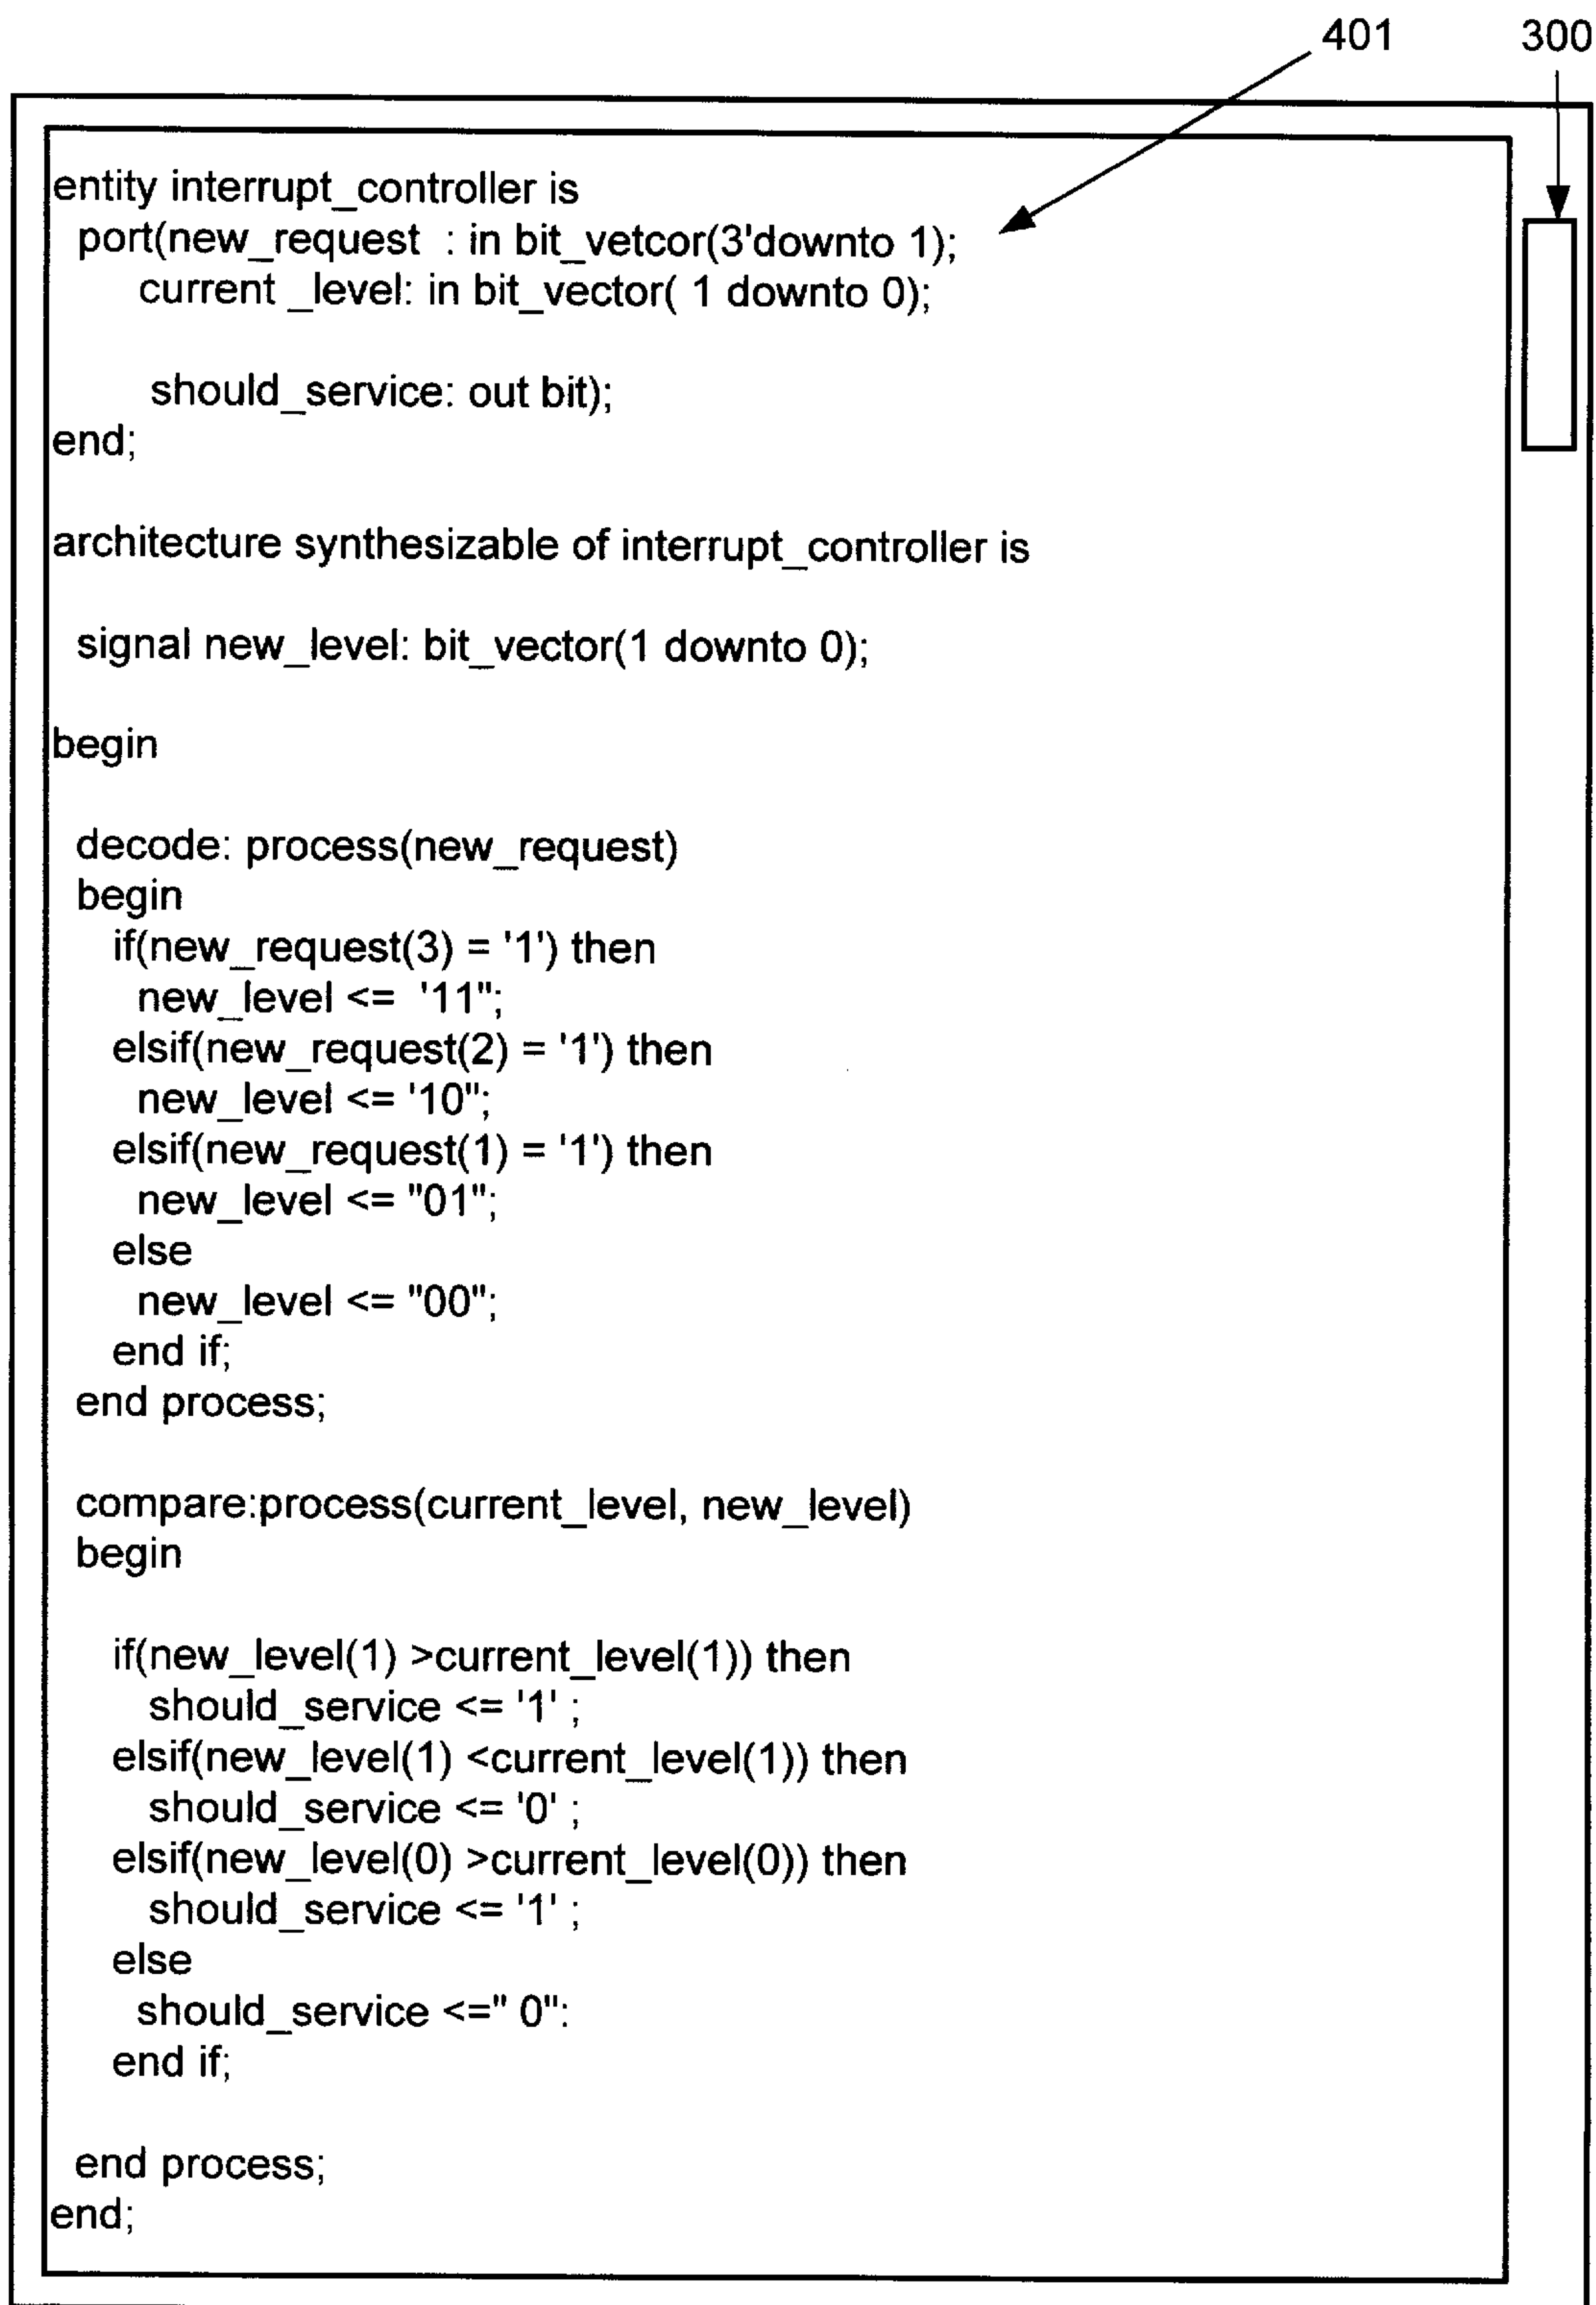 401 300
entity interrupt_controller is
port(new_request : in bit_vetcor(3'downto 1);
current _level: in bit_vector( 1 downto 0);
should_service: out bit);
end;
architecture synthesizable of interrupt_controller is
signal new_level: bit_vector(1 downto 0);
begin
decode: process(new_request)
begin
if(new_request(3) = '1') then
new_level <= '11";
elsif(new_request(2) = '1') then
new_level <= '10";
elsif(new_request(1) = '1') then
new_level <= "01";
else
new_level <= "00";
end if;
end process;
compare:process(current_level, new_level)
begin
if(new_level(1) >current_level(1)) then
should_service <= '1' ;
elsif(new_level(1) <current_level(1)) then
should_service <= '0' ;
elsif(new_level(0) >current_level(0)) then
should_service <= '1' ;
else
should_service <=" 0":
end if;
end process;
end;